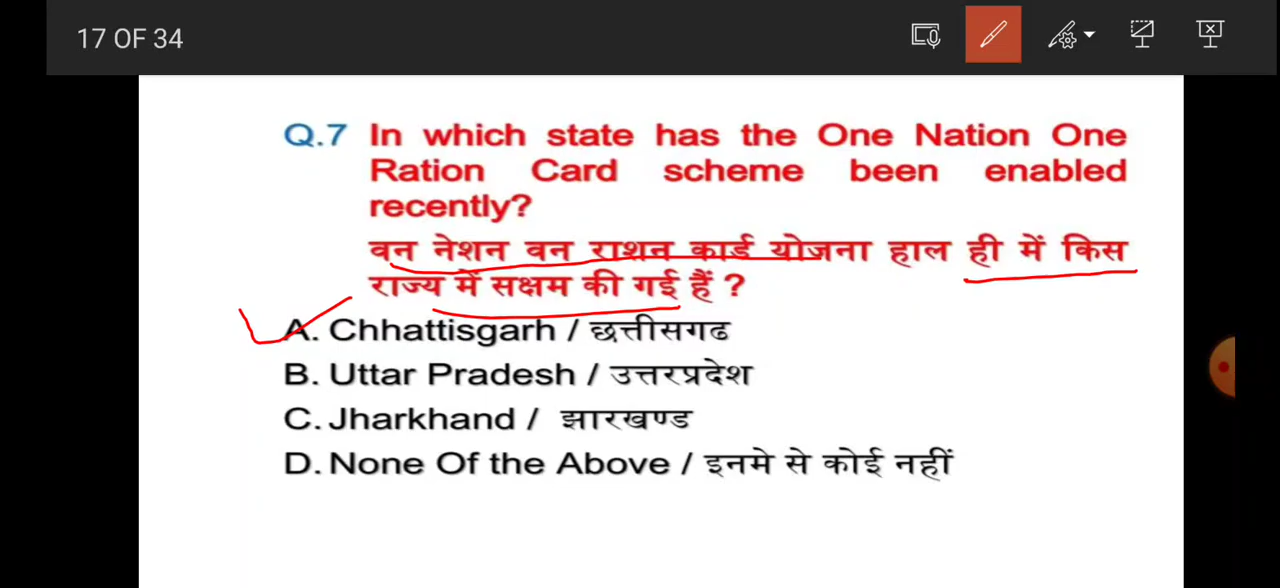 17 OF 34
Q.7 In which state has the One Nation One
Ration Card scheme been enabled
recently?
वन नेशन वन राशन कार्ड योजना हाल ही में किस
राज्य में सक्षम की गई हैं ?
A. Chhattisgarh / छत्तीसगढ
B. Uttar Pradesh / उत्तरप्रदेश
C. Jharkhand / झारखण्ड
D. None Of the Above / इनमे से कोई नहीं